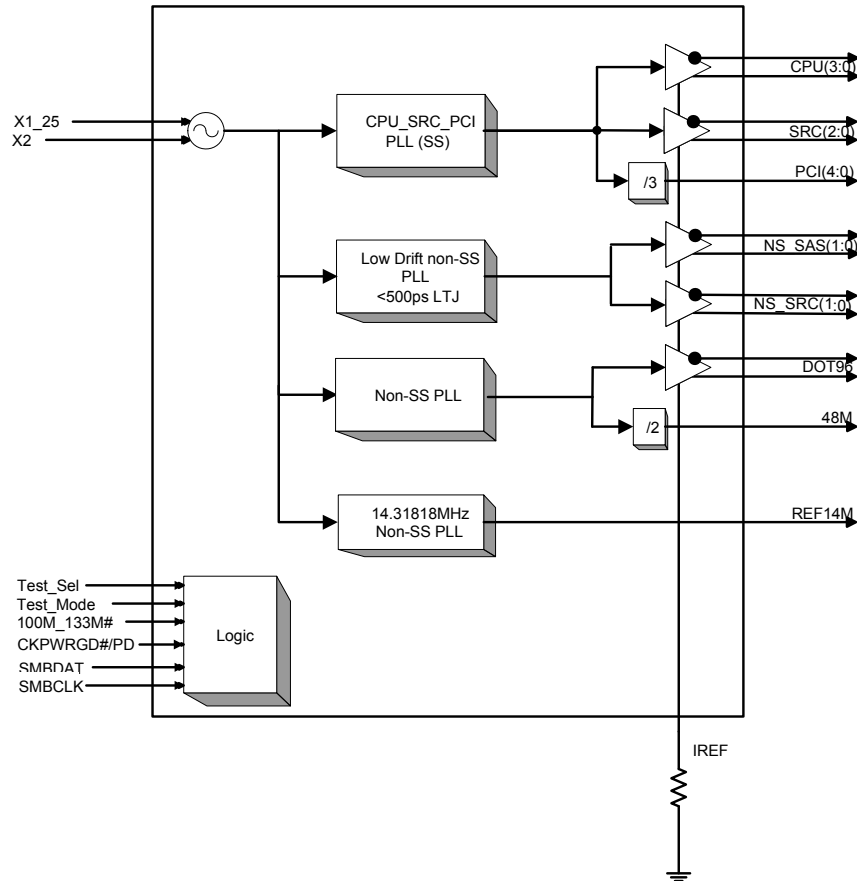 CPU(3:0)
X1_25
X2
CPU_SRC_PCI
PLL (SS)
SRC(2:0)
/3
PCI(4:0)
Low Drift non-SS
PLL
<500ps LTJ
NS_SAS(1:0)
NS_SRC(1:0)
DOT96
Non-SS PLL
/2
48M
14.31818MHz
Non-SS PLL
REF14M
Test_Sel
Test_Mode
100M_133M#
CKPWRGD#/PD
SMBDAT
SMBCLK
Logic
IREF